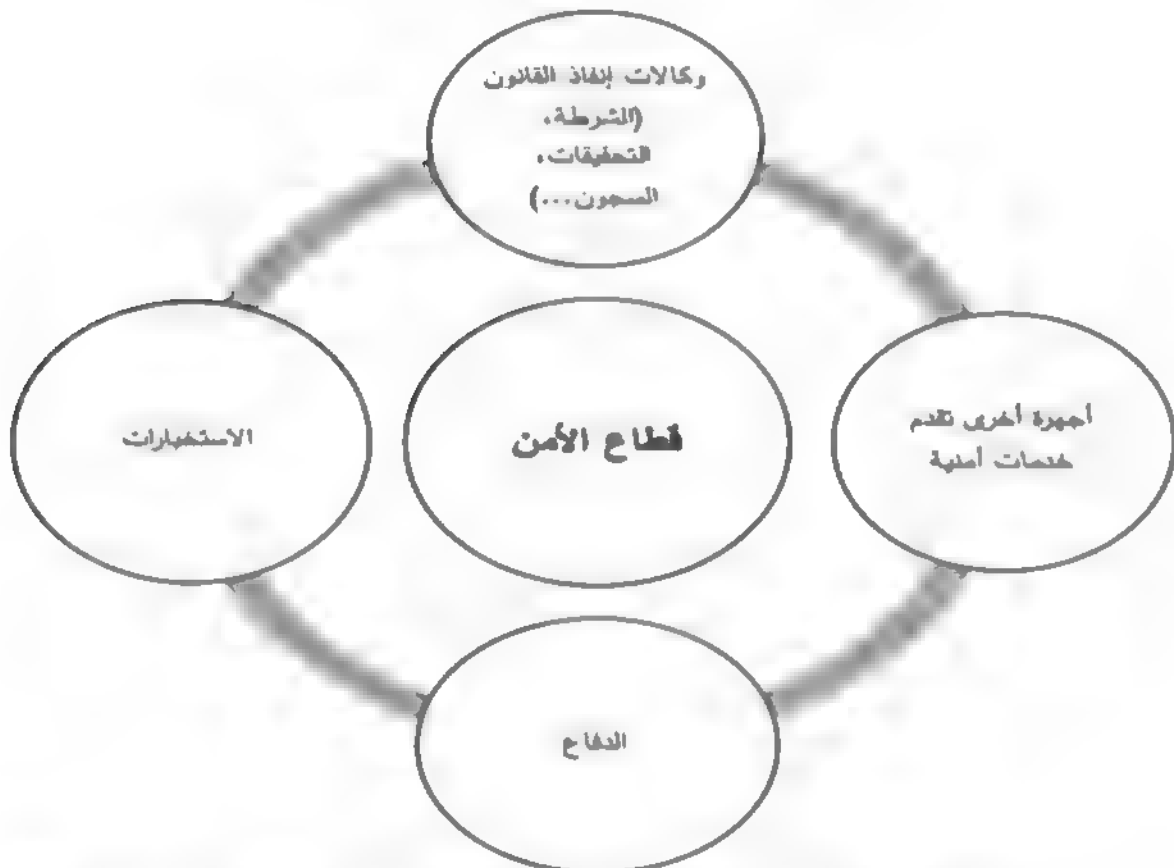 وكالات إنفاذ القانون
(الشرطة،
التحقيقات،
السجون...)
أجهزة أخرى تقدم
خدمات أمنية
قطاع الأمن
الاستخبارات
الدفاع